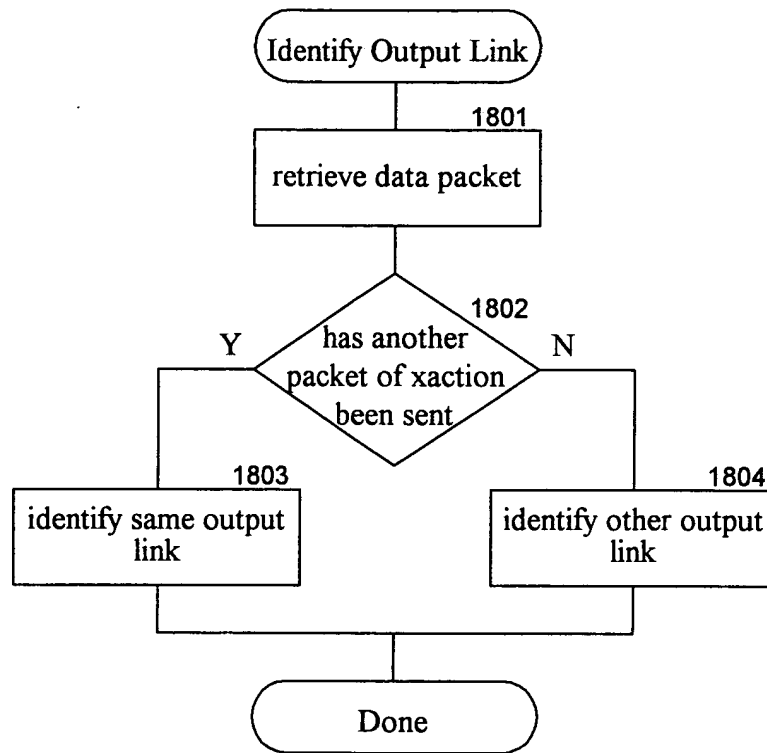 Identify Output Link
1801
retrieve data packet
1802
has another
packet of xaction
been sent
Y
N
1803
identify same output
link
1804
identify other output
link
Done